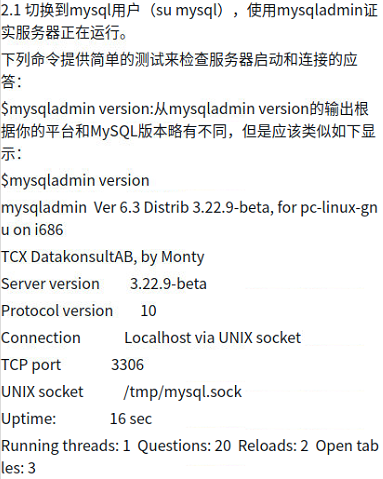 2.1 切换到mysql用户（su mysql），使用mysqladmin证
实服务器正在运行。
下列命令提供简单的测试来检查服务器启动和连接的应
答：
$mysqladmin version:从mysqladmin version的输出根
据你的平台和MySQL版本略有不同，但是应该类似如下显
示：
$mysqladmin version
mysqladmin  Ver 6.3 Distrib 3.22.9-beta, for pc-linux-gn
u on i686
TCX DatakonsultAB, by Monty
Server version 3.22.9-beta
Protocol version 10
Connection Localhost via UNIX socket
TCP port 3306
UNIX socket /tmp/mysql.sock
Uptime: 16 sec
Running threads: 1  Questions: 20  Reloads: 2  Open tab
les: 3